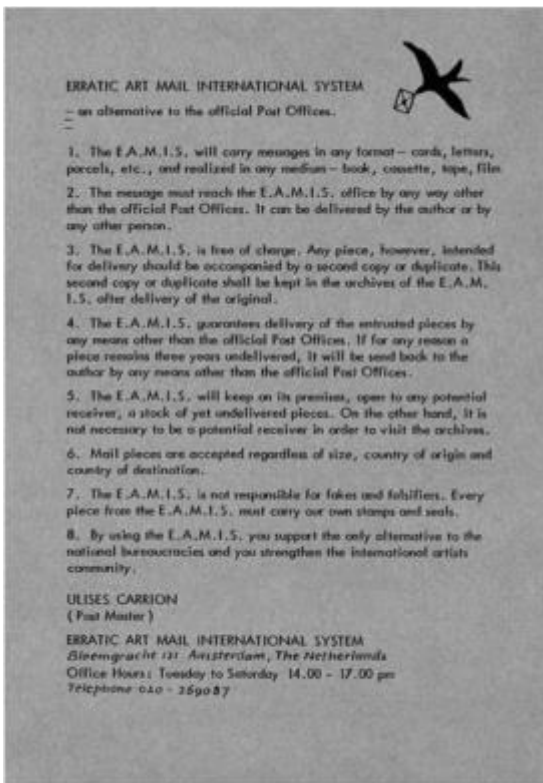 ERRATIC ART MAIL INTERNATIONAL SYSTEM
– an alternative to the official Post Offices.
1. The E.A.M.I.S. will carry messages in any format – cards, letters,
parcels, etc., and realized in any medium – book, cassette, tape, film
2. The message must reach the E.A.M.I.S. office by any way other
than the official Post Offices. It can be delivered by the author or by
any other person.
3. The E.A.M.I.S. is free of charge. Any piece, however, intended
for delivery should be accompanied by a second copy or duplicate. This
second copy or duplicate shall be kept in the archives of the E.A.M.
I.S. after delivery of the original.
4. The E.A.M.I.S. guarantees delivery of the entrusted pieces by
any means other than the official Post Offices. If for any reason a
piece remains three years undelivered, it will be send back to the
author by any means other than the official Post Offices.
5. The E.A.M.I.S. will keep on its premises, open to any potential
receiver, a stock of yet undelivered pieces. On the other hand, it is
not necessary to be a potential receiver in order to visit the archives.
6. Mail pieces are accepted regardless of size, country of origin and
country of destination.
7. The E.A.M.I.S. is not responsible for fakes and falsifiers. Every
piece from the E.A.M.I.S. must carry our own stamps and seals.
8. By using the E.A.M.I.S. you support the only alternative to the
national bureaucracies and you strengthen the international artists
community.
ULISES CARRION
(Post Master)
ERRATIC ART MAIL INTERNATIONAL SYSTEM
Bloemgracht 121 Amsterdam, The Netherlands
Office Hours: Tuesday to Saturday 14.00 - 17.00 pm
Telephone 020 - 269087